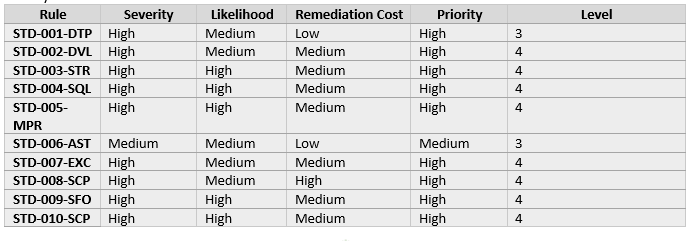 Rule Severity Likelihood Remediation Cost Priority Level
STD-001-DTP High Medium Low High 3
STD-002-DVL High Medium Medium High 4
STD-003-STR High High Medium High 4
STD-004-SQL High High Medium High 4
STD-005- High High Medium High 4
MPR
STD-006-AST Medium Medium Low Medium 3
STD-007-EXC High Medium Medium High 4
STD-008-SCP High Medium High High 4
STD-009-SFO High High Medium High 4
STD-010-SCP High High Medium High 4